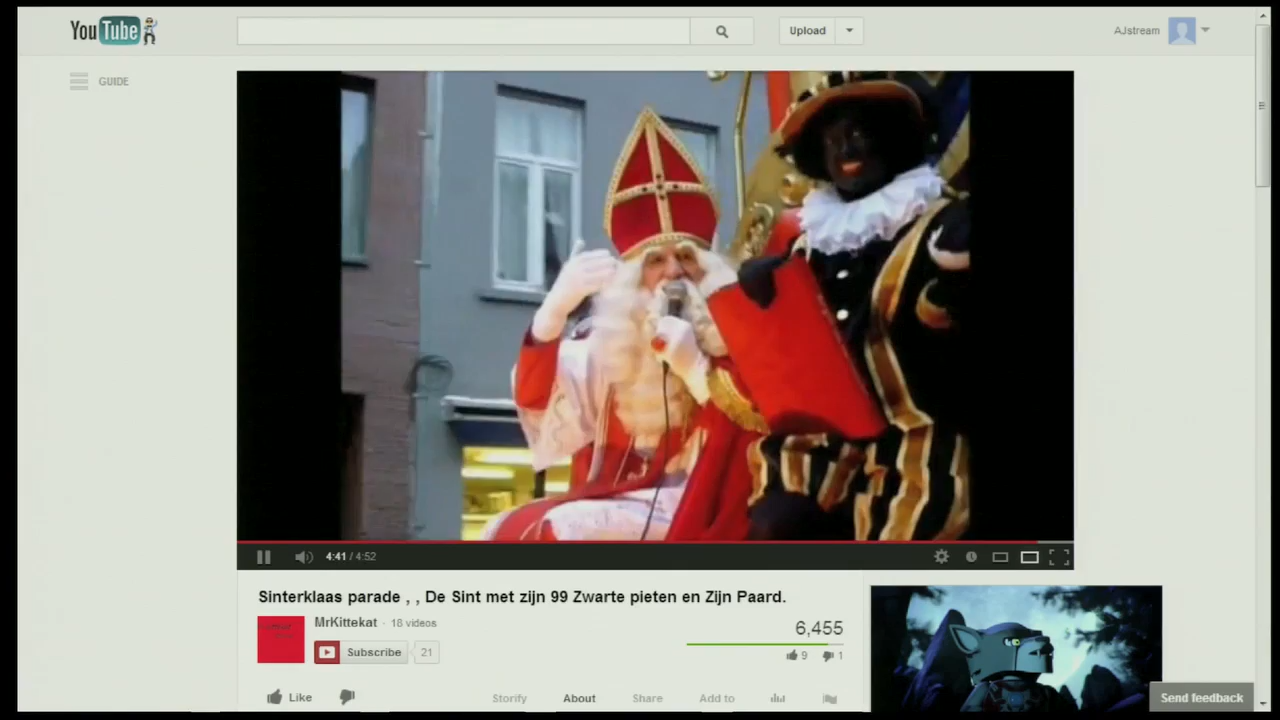 YouTube
Upload
AJstream
GUIDE
4:41 / 4:52
Sinterklaas parade , , De Sint met zijn 99 Zwarte pieten en Zijn Paard.
MrKittekat · 18 videos
Subscribe 21
6,455
9 1
Like
Storify About Share Add to
Send feedback